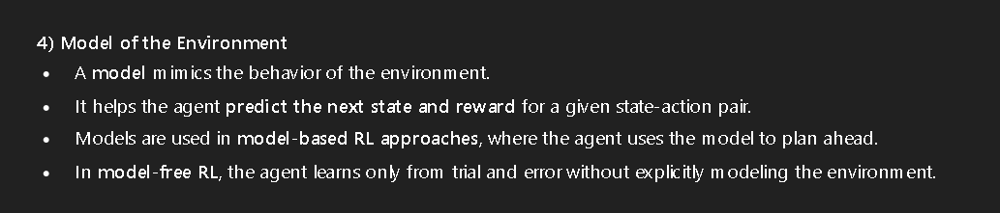 4) Model of the Environment
• A model mimics the behavior of the environment.
• It helps the agent predict the next state and reward for a given state-action pair.
• Models are used in model-based RL approaches, where the agent uses the model to plan ahead.
• In model-free RL, the agent learns only from trial and error without explicitly modeling the environment.